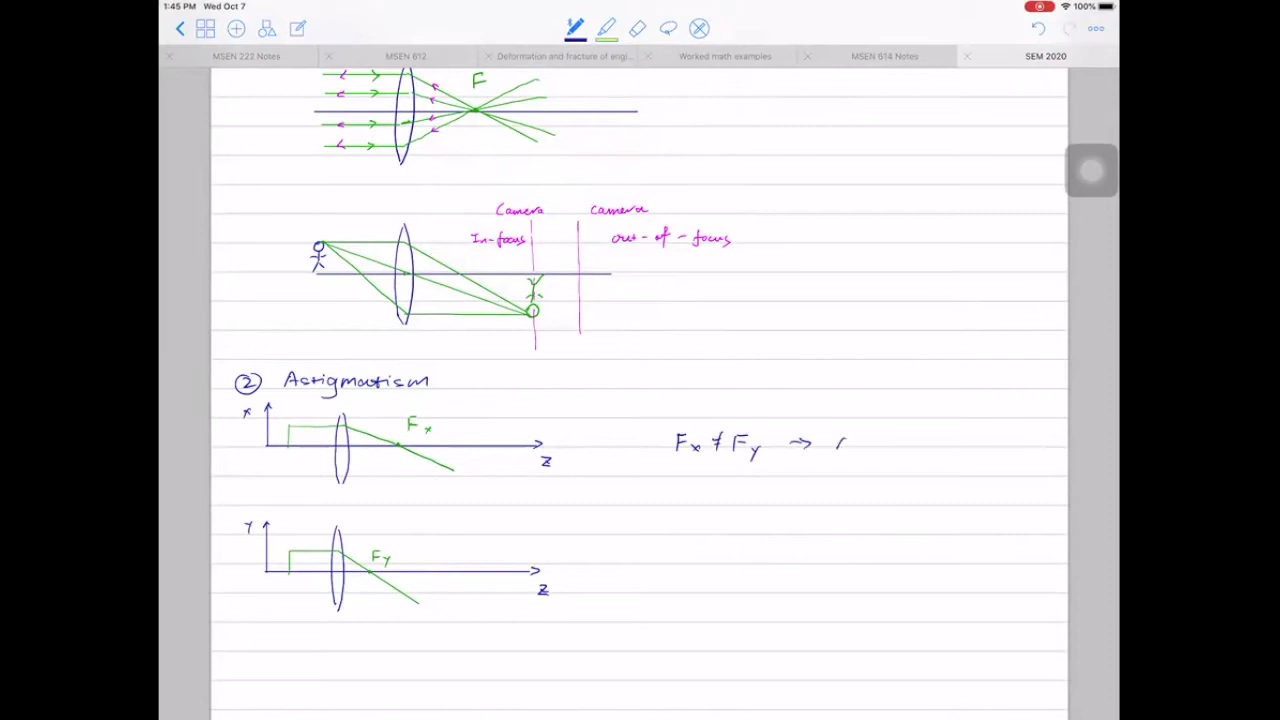 1:45 PM Wed Oct 7
100%
MSEN 222 Notes
MSEN 612
Deformation and fracture of engi...
Worked math examples
MSEN 614 Notes
SEM 2020
F
Camera
camera
In-focus
out-of-focus
② Astigmatism
x
Fx
Fx ≠ Fy →
z
Y
Fy
z